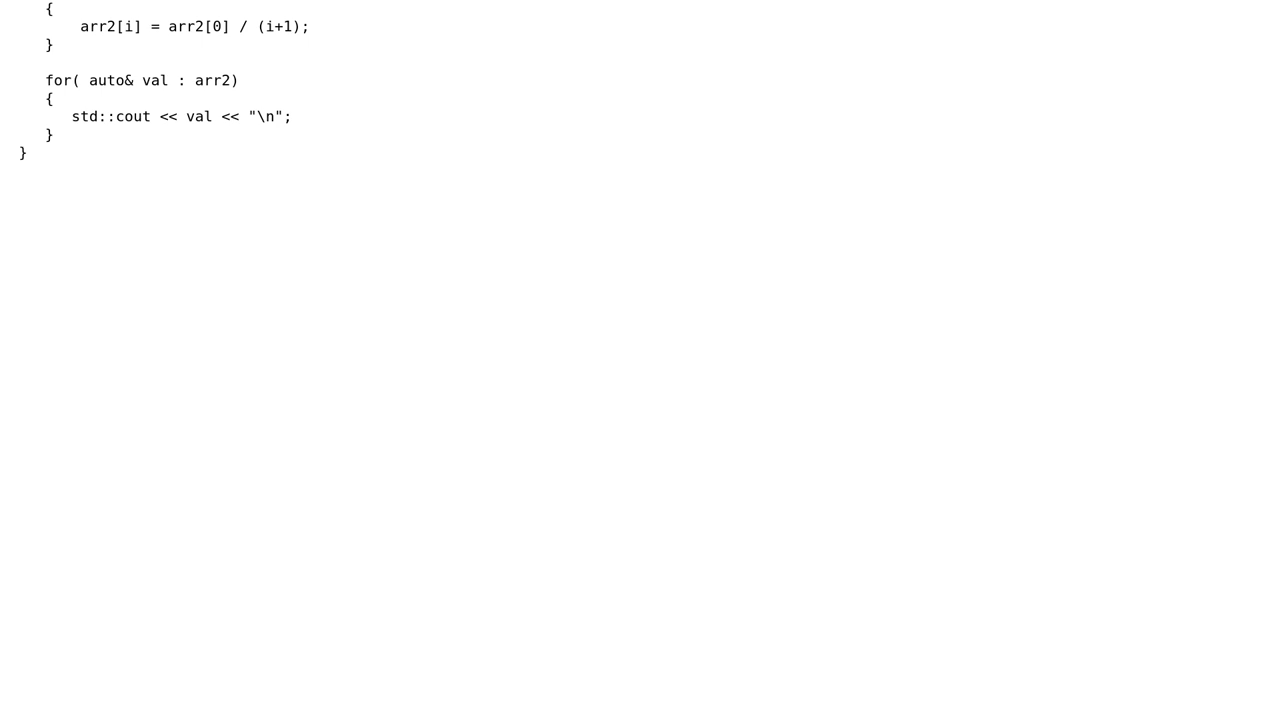 {
arr2[i] = arr2[0] / (i+1);
}
for( auto& val : arr2)
{
std::cout << val << "\n";
}
}